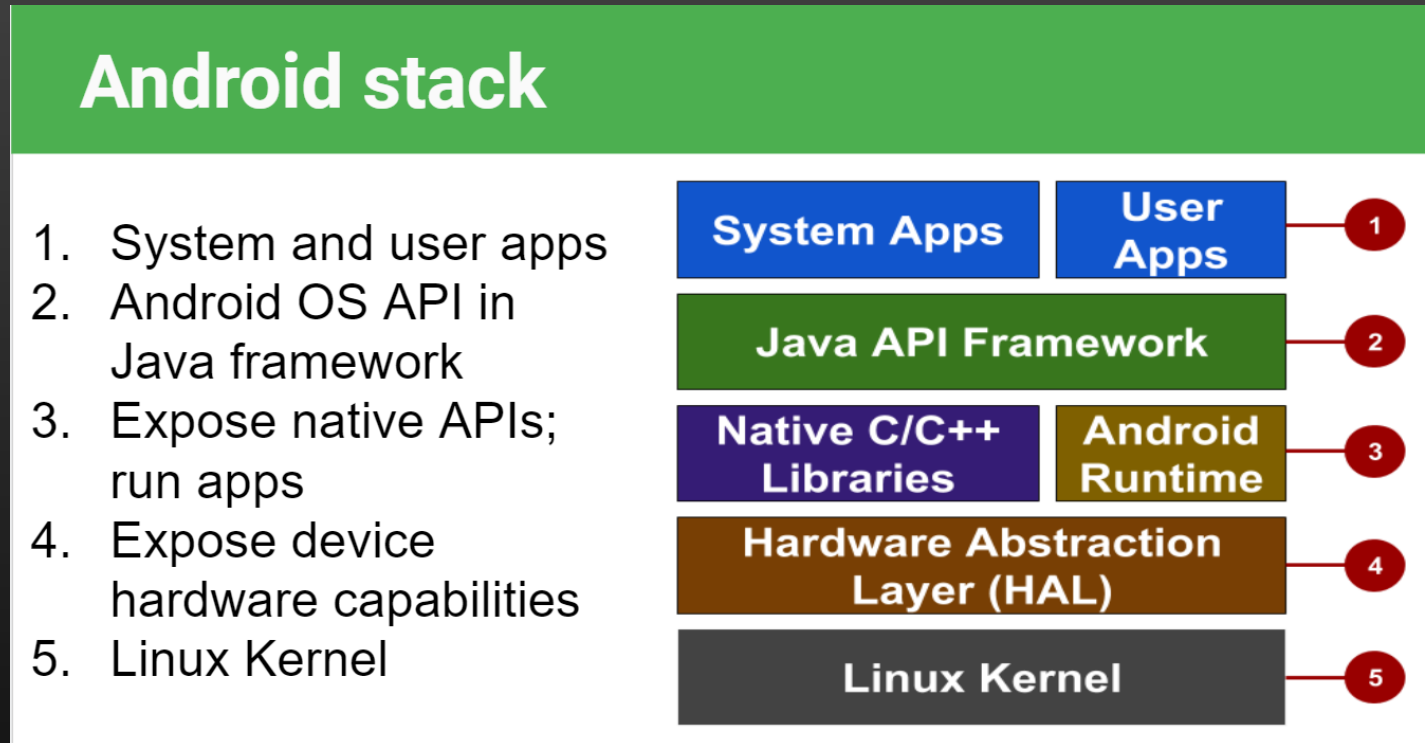 Android stack
1. System and user apps
2. Android OS API in
Java framework
3. Expose native APIs;
run apps
4. Expose device
hardware capabilities
5. Linux Kernel
System Apps
User
Apps
1
Java API Framework
2
Native C/C++
Libraries
Android
Runtime
3
Hardware Abstraction
Layer (HAL)
4
Linux Kernel
5